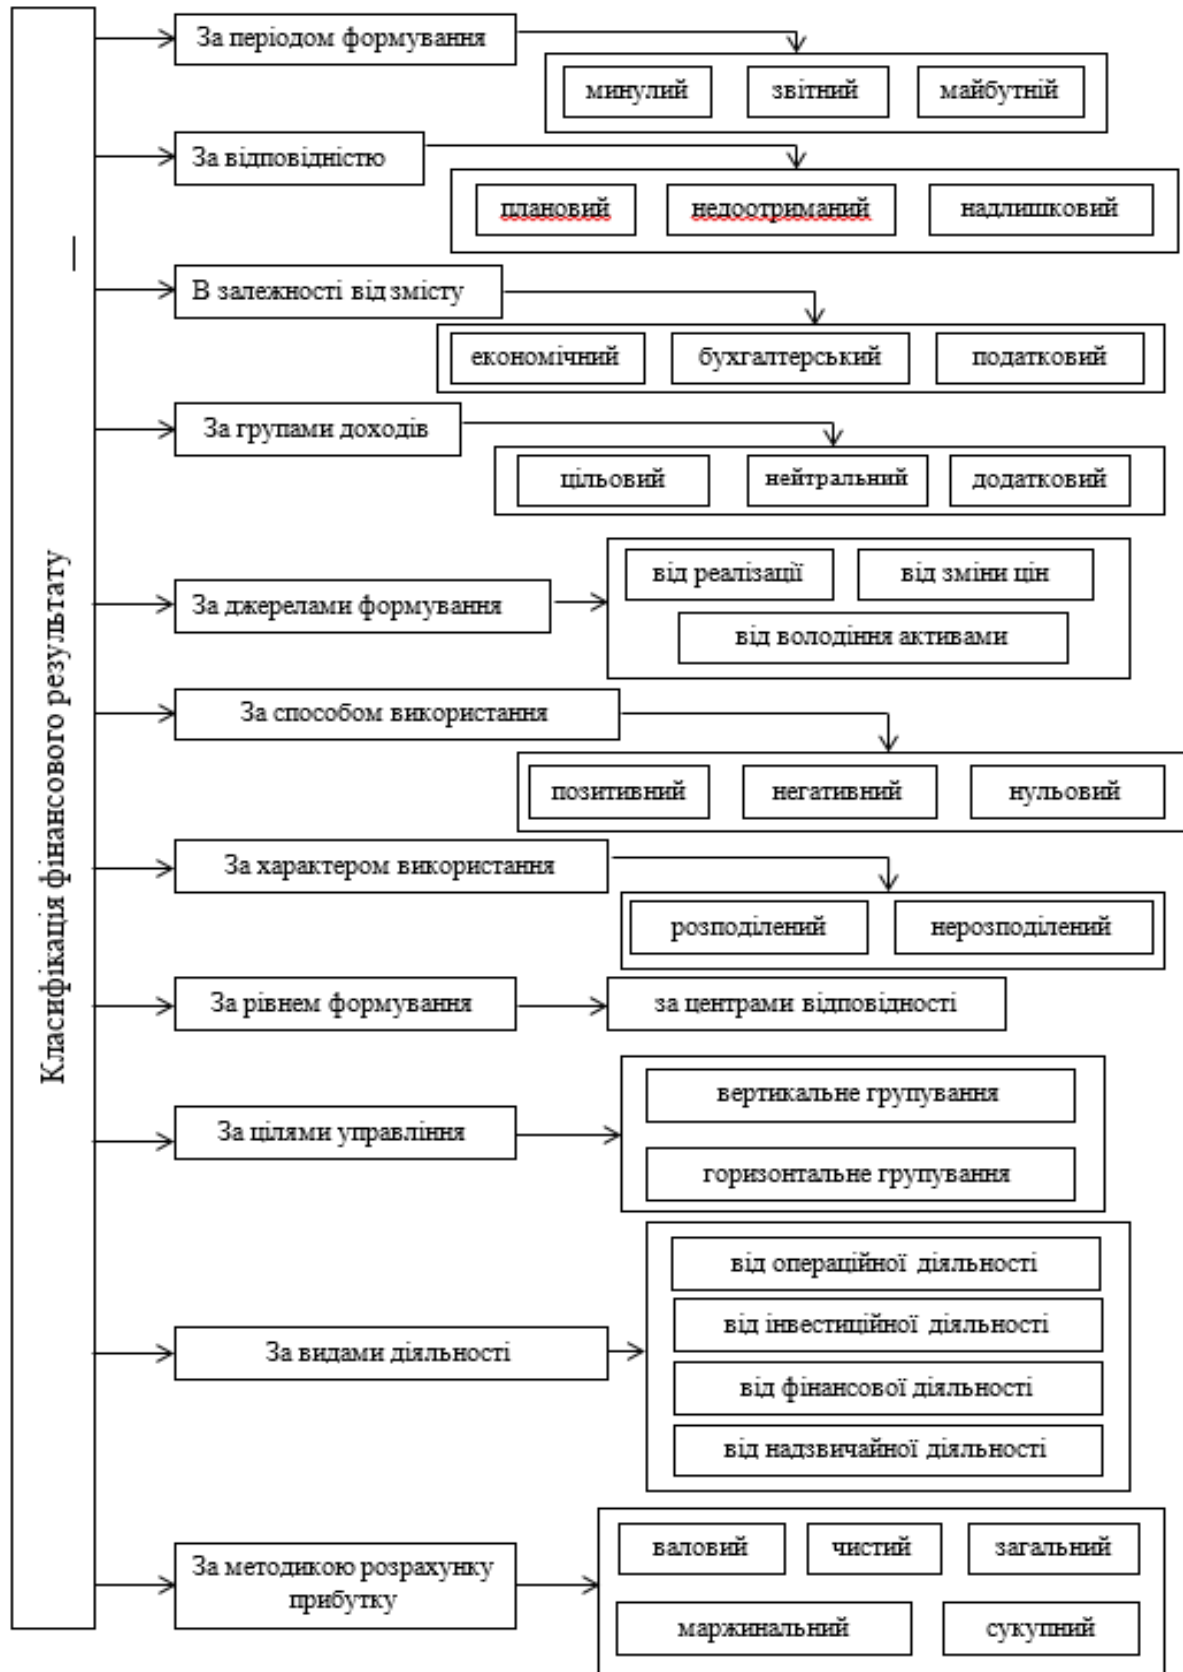 Класифікація фінансового результату
За періодом формування
минулий звітний майбутній
За відповідністю
плановий недоотриманий надлишковий
В залежності від змісту
економічний бухгалтерський податковий
За групами доходів
цільовий нейтральний додатковий
За джерелами формування
від реалізації від зміни цін
від володіння активами
За способом використання
позитивний негативний нульовий
За характером використання
розподілений нерозподілений
За рівнем формування
за центрами відповідності
За цілями управління
вертикальне групування
горизонтальне групування
За видами діяльності
від операційної діяльності
від інвестиційної діяльності
від фінансової діяльності
від надзвичайної діяльності
За методикою розрахунку
прибутку
валовий чистий загальний
маржинальний сукупний